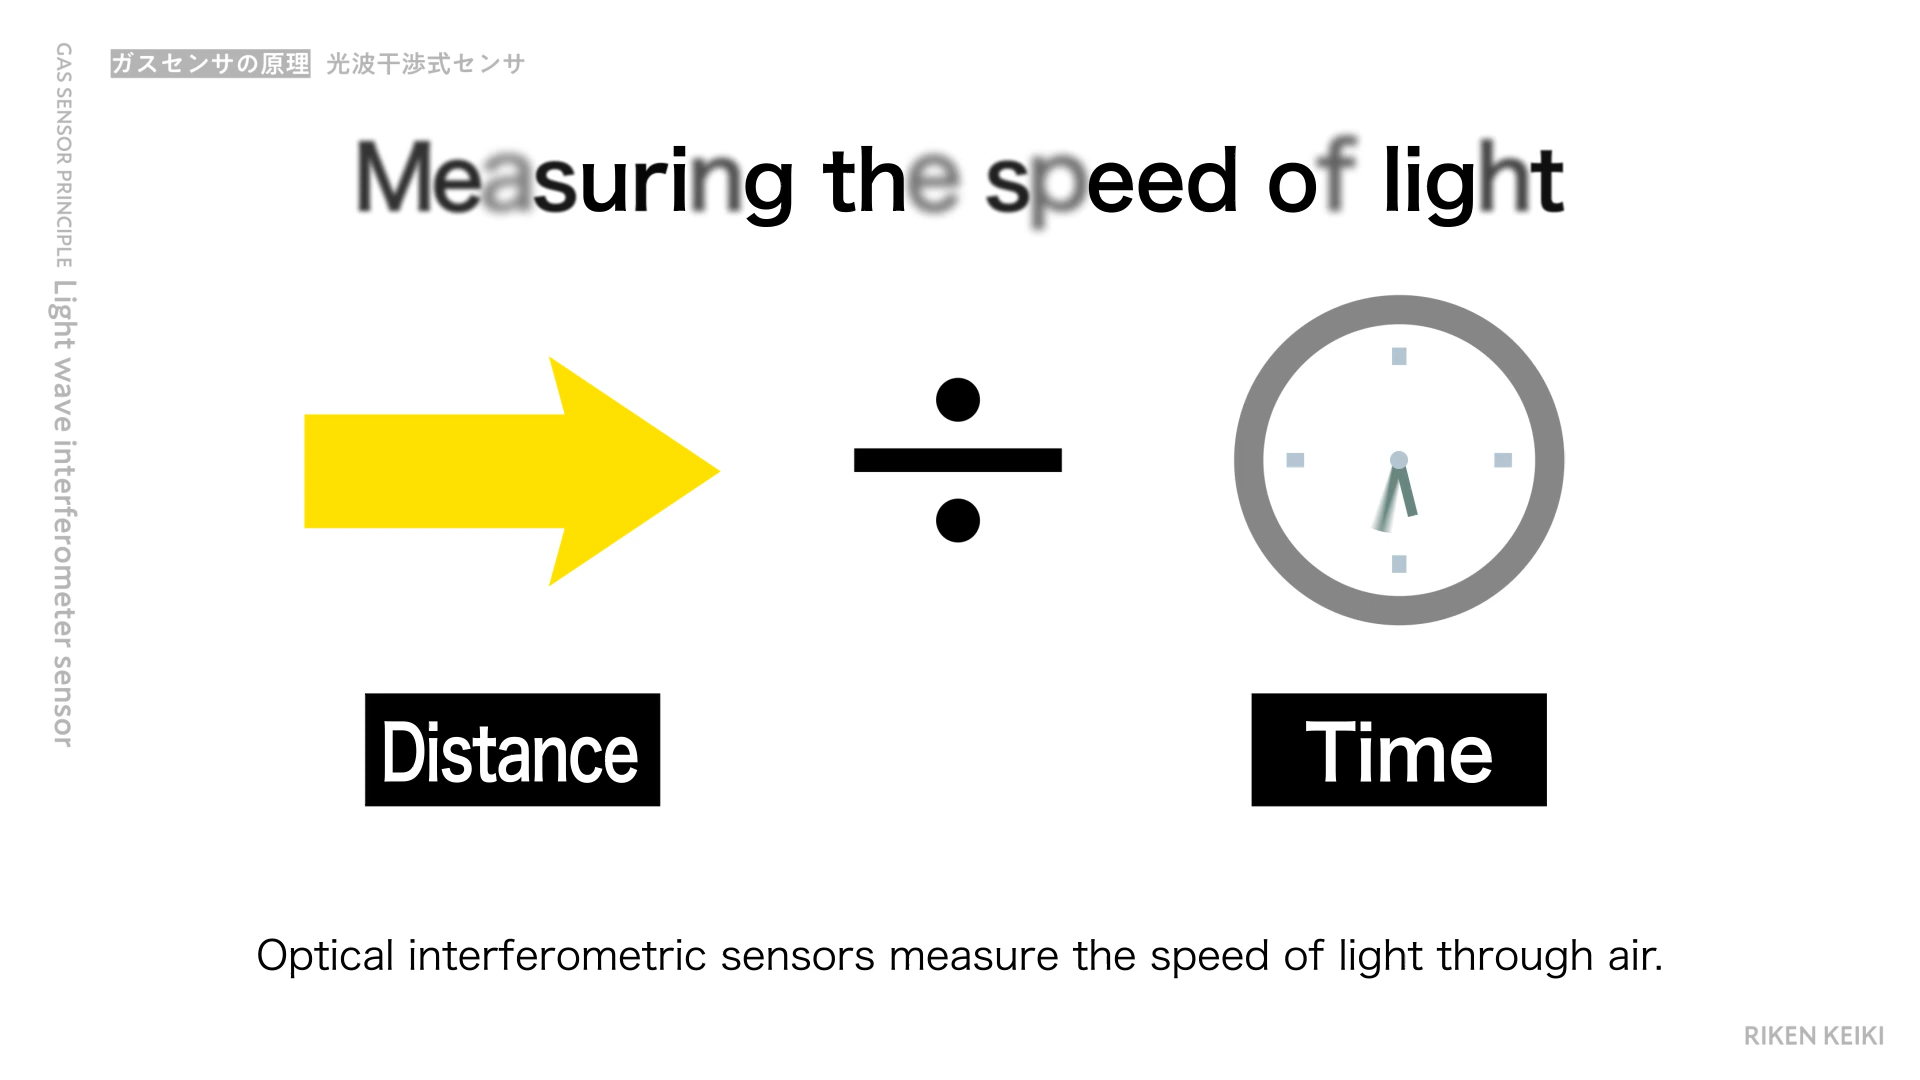 ガスセンサの原理 光波干渉式センサ
GAS SENSOR PRINCIPLE Light wave interferometer sensor
Measuring the speed of light
Distance
Time
Optical interferometric sensors measure the speed of light through air.
RIKEN KEIKI